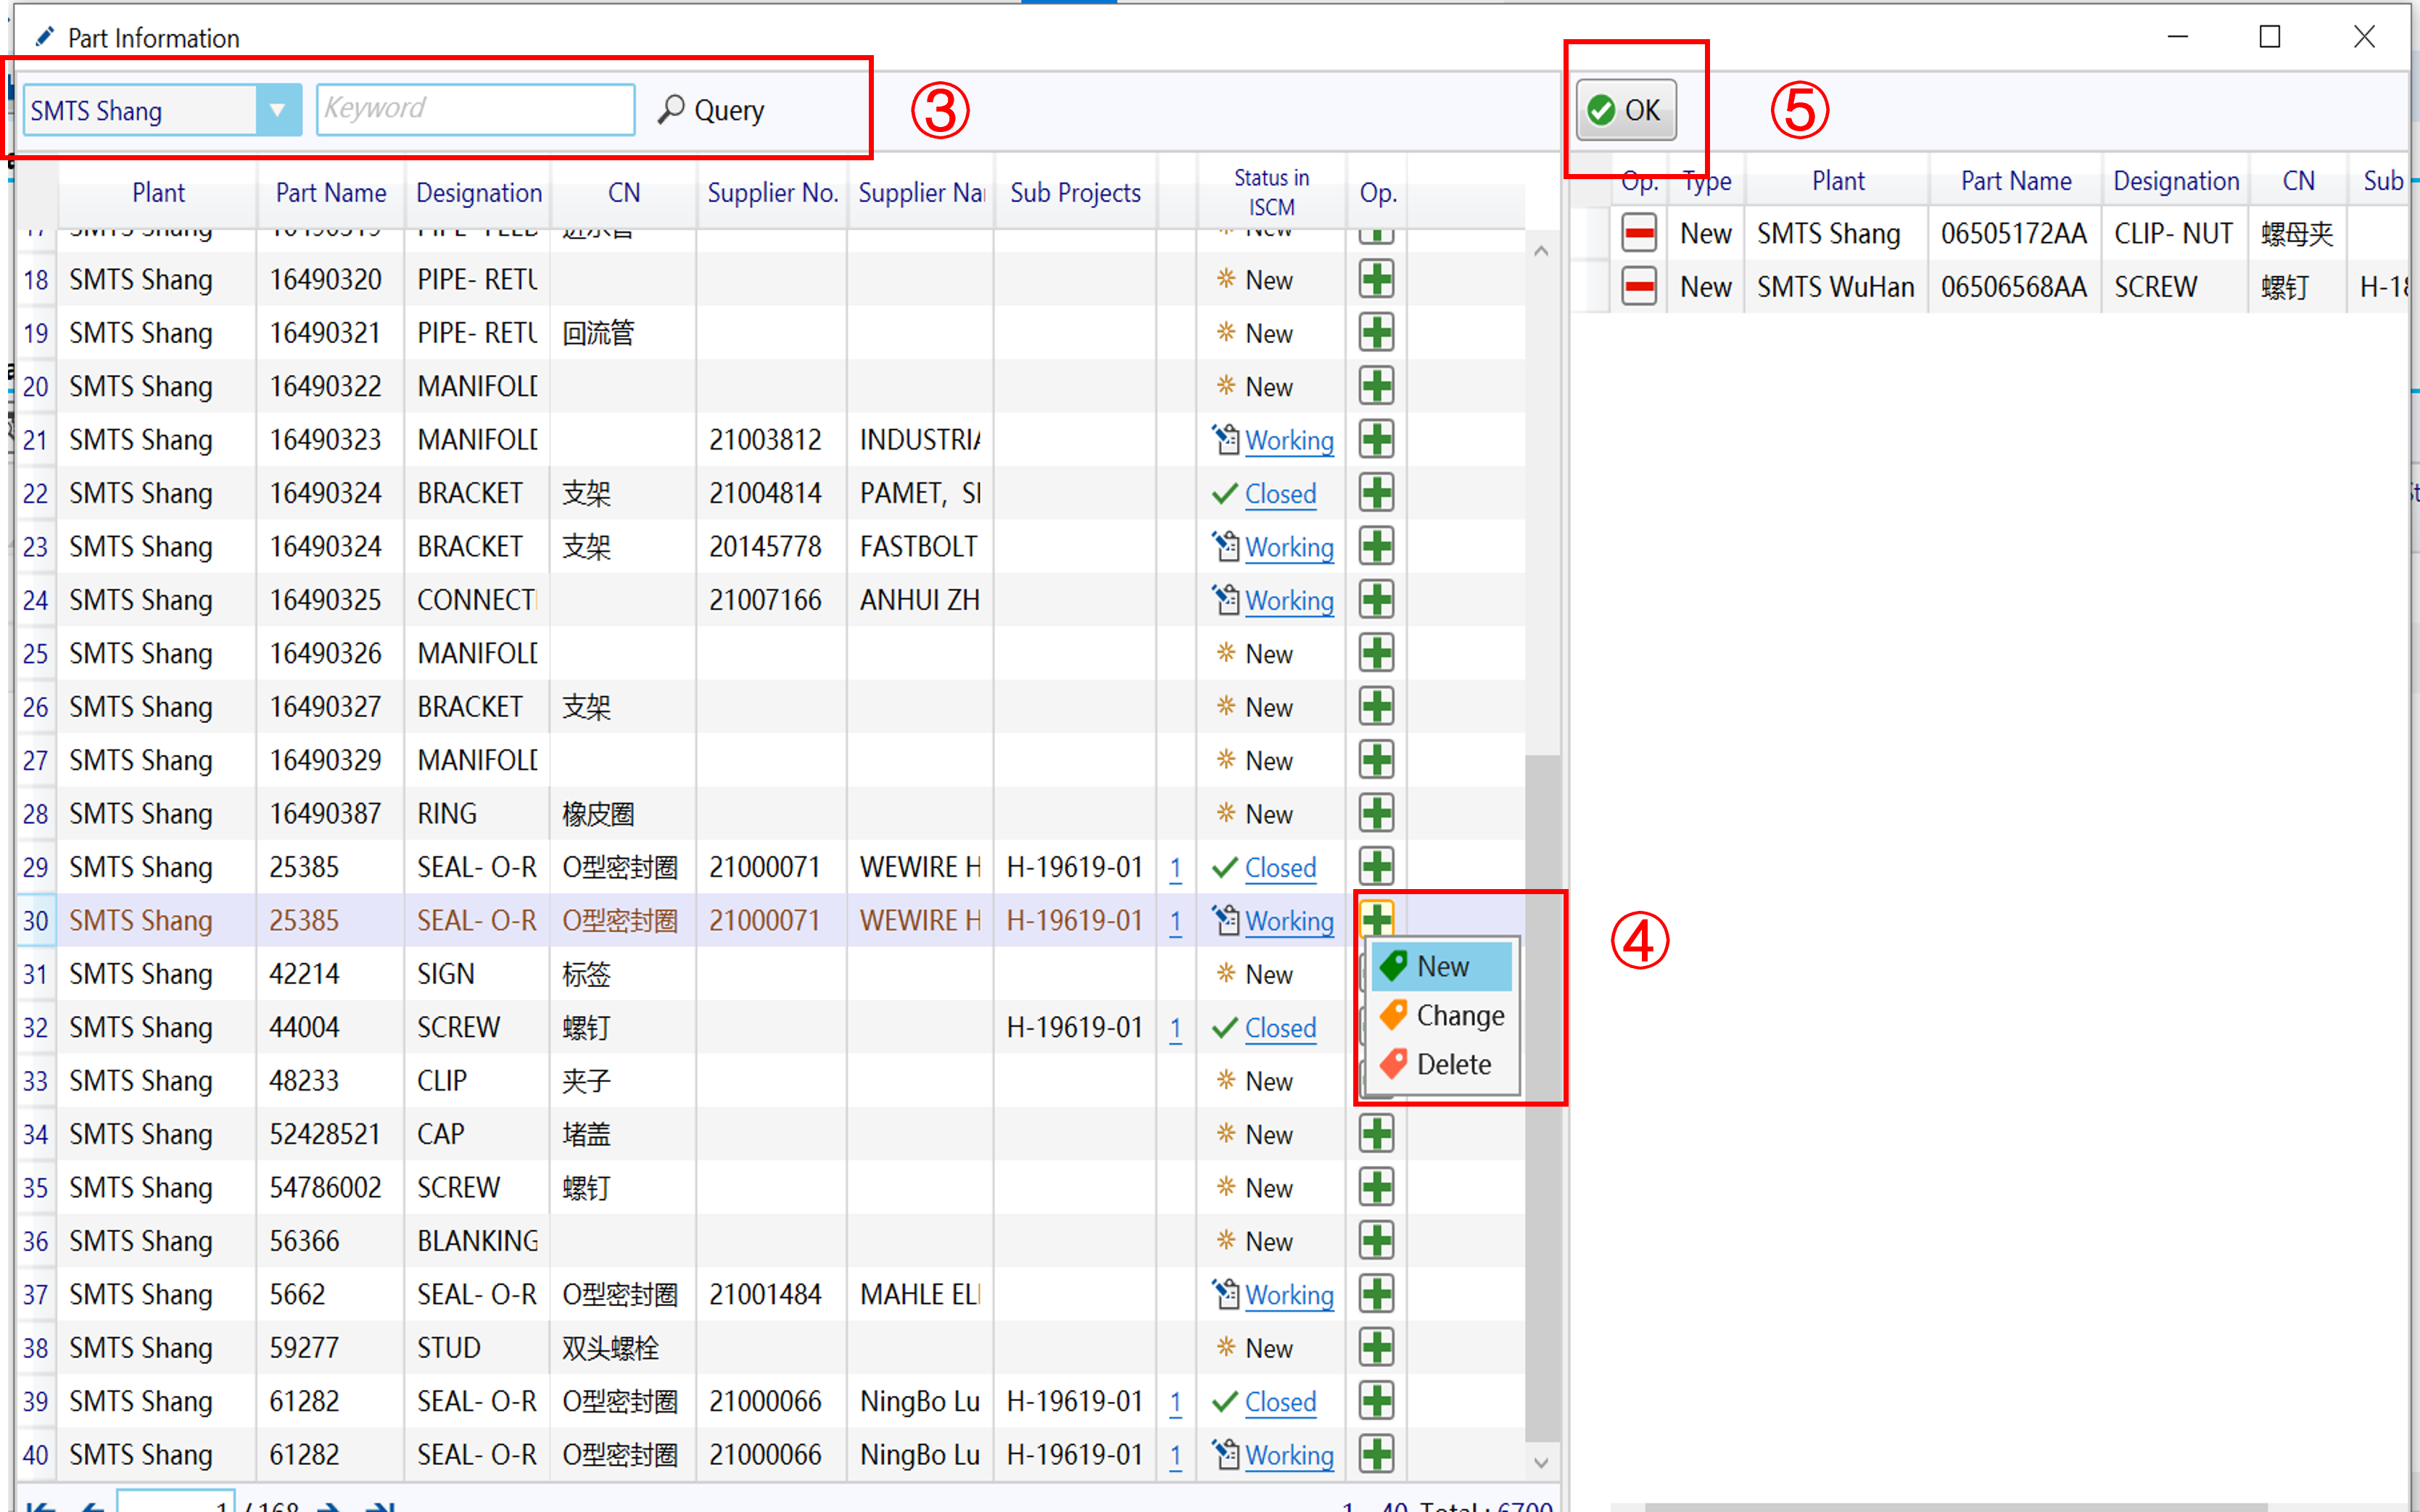 Part Information
SMTS Shang Keyword Query ③ OK ⑤
Plant Part Name Designation CN Supplier No. Supplier Nar Sub Projects Status in ISCM Op.
17 SMTS Shang 16490319 PIPE- FEED 进水管 New
18 SMTS Shang 16490320 PIPE- RETU New
19 SMTS Shang 16490321 PIPE- RETU 回流管 New
20 SMTS Shang 16490322 MANIFOLD New
21 SMTS Shang 16490323 MANIFOLD 21003812 INDUSTRIA Working
22 SMTS Shang 16490324 BRACKET 支架 21004814 PAMET, SI Closed
23 SMTS Shang 16490324 BRACKET 支架 20145778 FASTBOLT Working
24 SMTS Shang 16490325 CONNECT 21007166 ANHUI ZH Working
25 SMTS Shang 16490326 MANIFOLD New
26 SMTS Shang 16490327 BRACKET 支架 New
27 SMTS Shang 16490329 MANIFOLD New
28 SMTS Shang 16490387 RING 橡皮圈 New
29 SMTS Shang 25385 SEAL- O-R O型密封圈 21000071 WEWIRE H H-19619-01 1 Closed
30 SMTS Shang 25385 SEAL- O-R O型密封圈 21000071 WEWIRE H H-19619-01 1 Working ④
31 SMTS Shang 42214 SIGN 标签 New
32 SMTS Shang 44004 SCREW 螺钉 H-19619-01 1 Closed
33 SMTS Shang 48233 CLIP 夹子 New
34 SMTS Shang 52428521 CAP 堵盖 New
35 SMTS Shang 54786002 SCREW 螺钉 New
36 SMTS Shang 56366 BLANKING New
37 SMTS Shang 5662 SEAL- O-R O型密封圈 21001484 MAHLE ELI Working
38 SMTS Shang 59277 STUD 双头螺栓 New
39 SMTS Shang 61282 SEAL- O-R O型密封圈 21000066 NingBo Lu H-19619-01 1 Closed
40 SMTS Shang 61282 SEAL- O-R O型密封圈 21000066 NingBo Lu H-19619-01 1 Working
New
Change
Delete
1 / 168 1 - 40 Total : 6700
Op. Type Plant Part Name Designation CN Sub
New SMTS Shang 06505172AA CLIP- NUT 螺母夹
New SMTS WuHan 06506568AA SCREW 螺钉 H-18